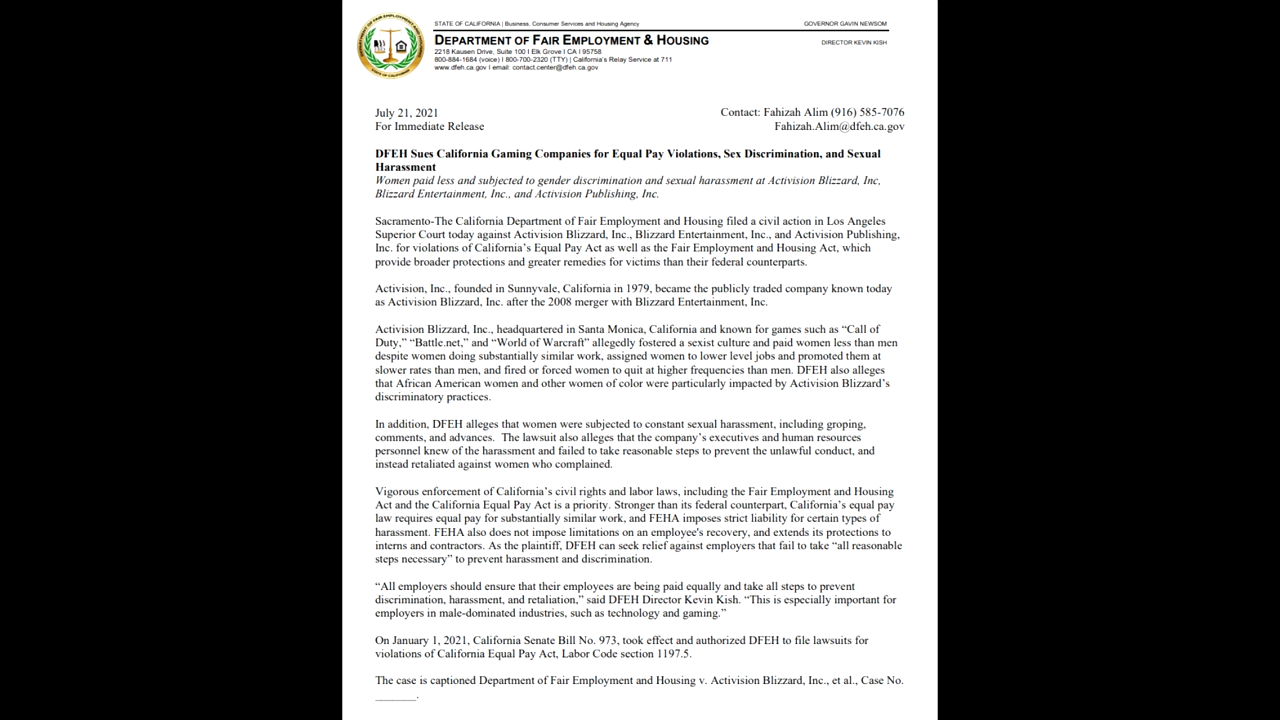 STATE OF CALIFORNIA | Business, Consumer Services and Housing Agency
GOVERNOR GAVIN NEWSOM
DEPARTMENT OF FAIR EMPLOYMENT & HOUSING
DIRECTOR KEVIN KISH
2218 Kausen Drive, Suite 100 I Elk Grove I CA I 95758
800-884-1684 (voice) I 800-700-2320 (TTY) | California's Relay Service at 711
www.dfeh.ca.gov I email: contact.center@dfeh.ca.gov
July 21, 2021
Contact: Fahizah Alim (916) 585-7076
For Immediate Release
Fahizah.Alim@dfeh.ca.gov
DFEH Sues California Gaming Companies for Equal Pay Violations, Sex Discrimination, and Sexual
Harassment
Women paid less and subjected to gender discrimination and sexual harassment at Activision Blizzard, Inc,
Blizzard Entertainment, Inc., and Activision Publishing, Inc.
Sacramento-The California Department of Fair Employment and Housing filed a civil action in Los Angeles
Superior Court today against Activision Blizzard, Inc., Blizzard Entertainment, Inc., and Activision Publishing,
Inc. for violations of California’s Equal Pay Act as well as the Fair Employment and Housing Act, which
provide broader protections and greater remedies for victims than their federal counterparts.
Activision, Inc., founded in Sunnyvale, California in 1979, became the publicly traded company known today
as Activision Blizzard, Inc. after the 2008 merger with Blizzard Entertainment, Inc.
Activision Blizzard, Inc., headquartered in Santa Monica, California and known for games such as “Call of
Duty,” “Battle.net,” and “World of Warcraft” allegedly fostered a sexist culture and paid women less than men
despite women doing substantially similar work, assigned women to lower level jobs and promoted them at
slower rates than men, and fired or forced women to quit at higher frequencies than men. DFEH also alleges
that African American women and other women of color were particularly impacted by Activision Blizzard’s
discriminatory practices.
In addition, DFEH alleges that women were subjected to constant sexual harassment, including groping,
comments, and advances.  The lawsuit also alleges that the company’s executives and human resources
personnel knew of the harassment and failed to take reasonable steps to prevent the unlawful conduct, and
instead retaliated against women who complained.
Vigorous enforcement of California’s civil rights and labor laws, including the Fair Employment and Housing
Act and the California Equal Pay Act is a priority. Stronger than its federal counterpart, California’s equal pay
law requires equal pay for substantially similar work, and FEHA imposes strict liability for certain types of
harassment. FEHA also does not impose limitations on an employee's recovery, and extends its protections to
interns and contractors. As the plaintiff, DFEH can seek relief against employers that fail to take “all reasonable
steps necessary” to prevent harassment and discrimination.
“All employers should ensure that their employees are being paid equally and take all steps to prevent
discrimination, harassment, and retaliation,” said DFEH Director Kevin Kish. “This is especially important for
employers in male-dominated industries, such as technology and gaming.”
On January 1, 2021, California Senate Bill No. 973, took effect and authorized DFEH to file lawsuits for
violations of California Equal Pay Act, Labor Code section 1197.5.
The case is captioned Department of Fair Employment and Housing v. Activision Blizzard, Inc., et al., Case No.
_______.